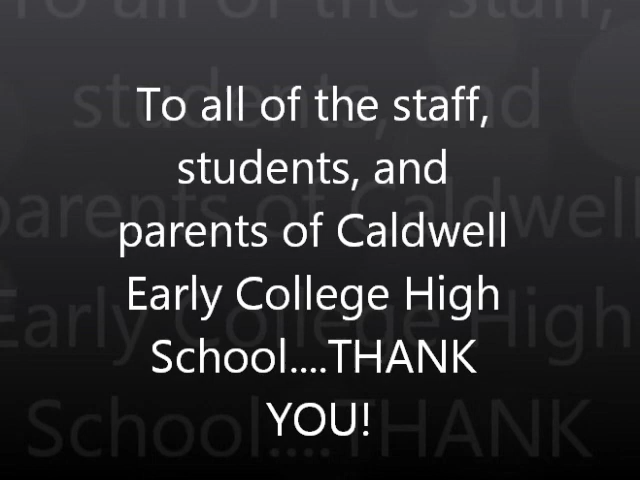 To all of the staff,
students, and
parents of Caldwell
Early College High
School....THANK
YOU!